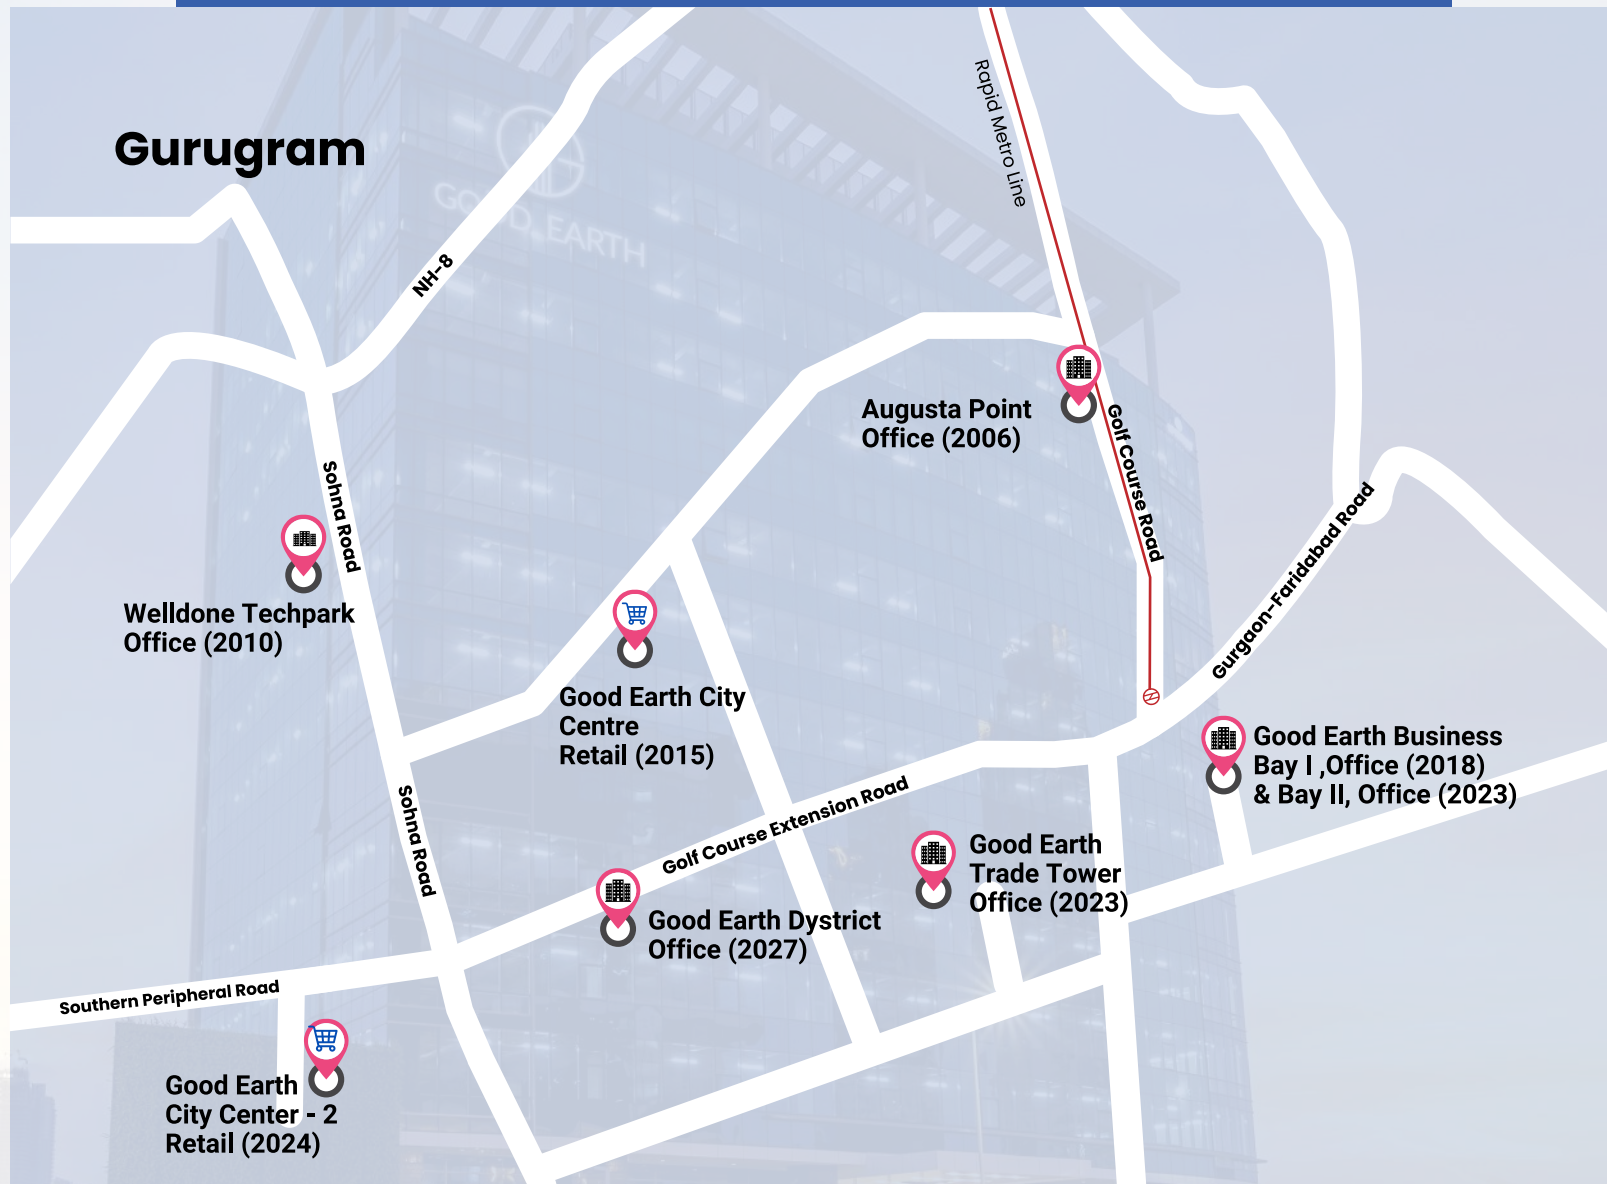 Rapid Metro Line
Gurugram
GOOD EARTH
NH-8
Augusta Point
Office (2006)
Golf Course Road
Sohna Road
Gurgaon-Faridabad Road
Welldone Techpark
Office (2010)
Good Earth City
Centre
Retail (2015)
Good Earth Business
Bay I ,Office (2018)
& Bay II, Office (2023)
Sohna Road
Golf Course Extension Road
Good Earth
Trade Tower
Office (2023)
Good Earth Dystrict
Office (2027)
Southern Peripheral Road
Good Earth
City Center - 2
Retail (2024)